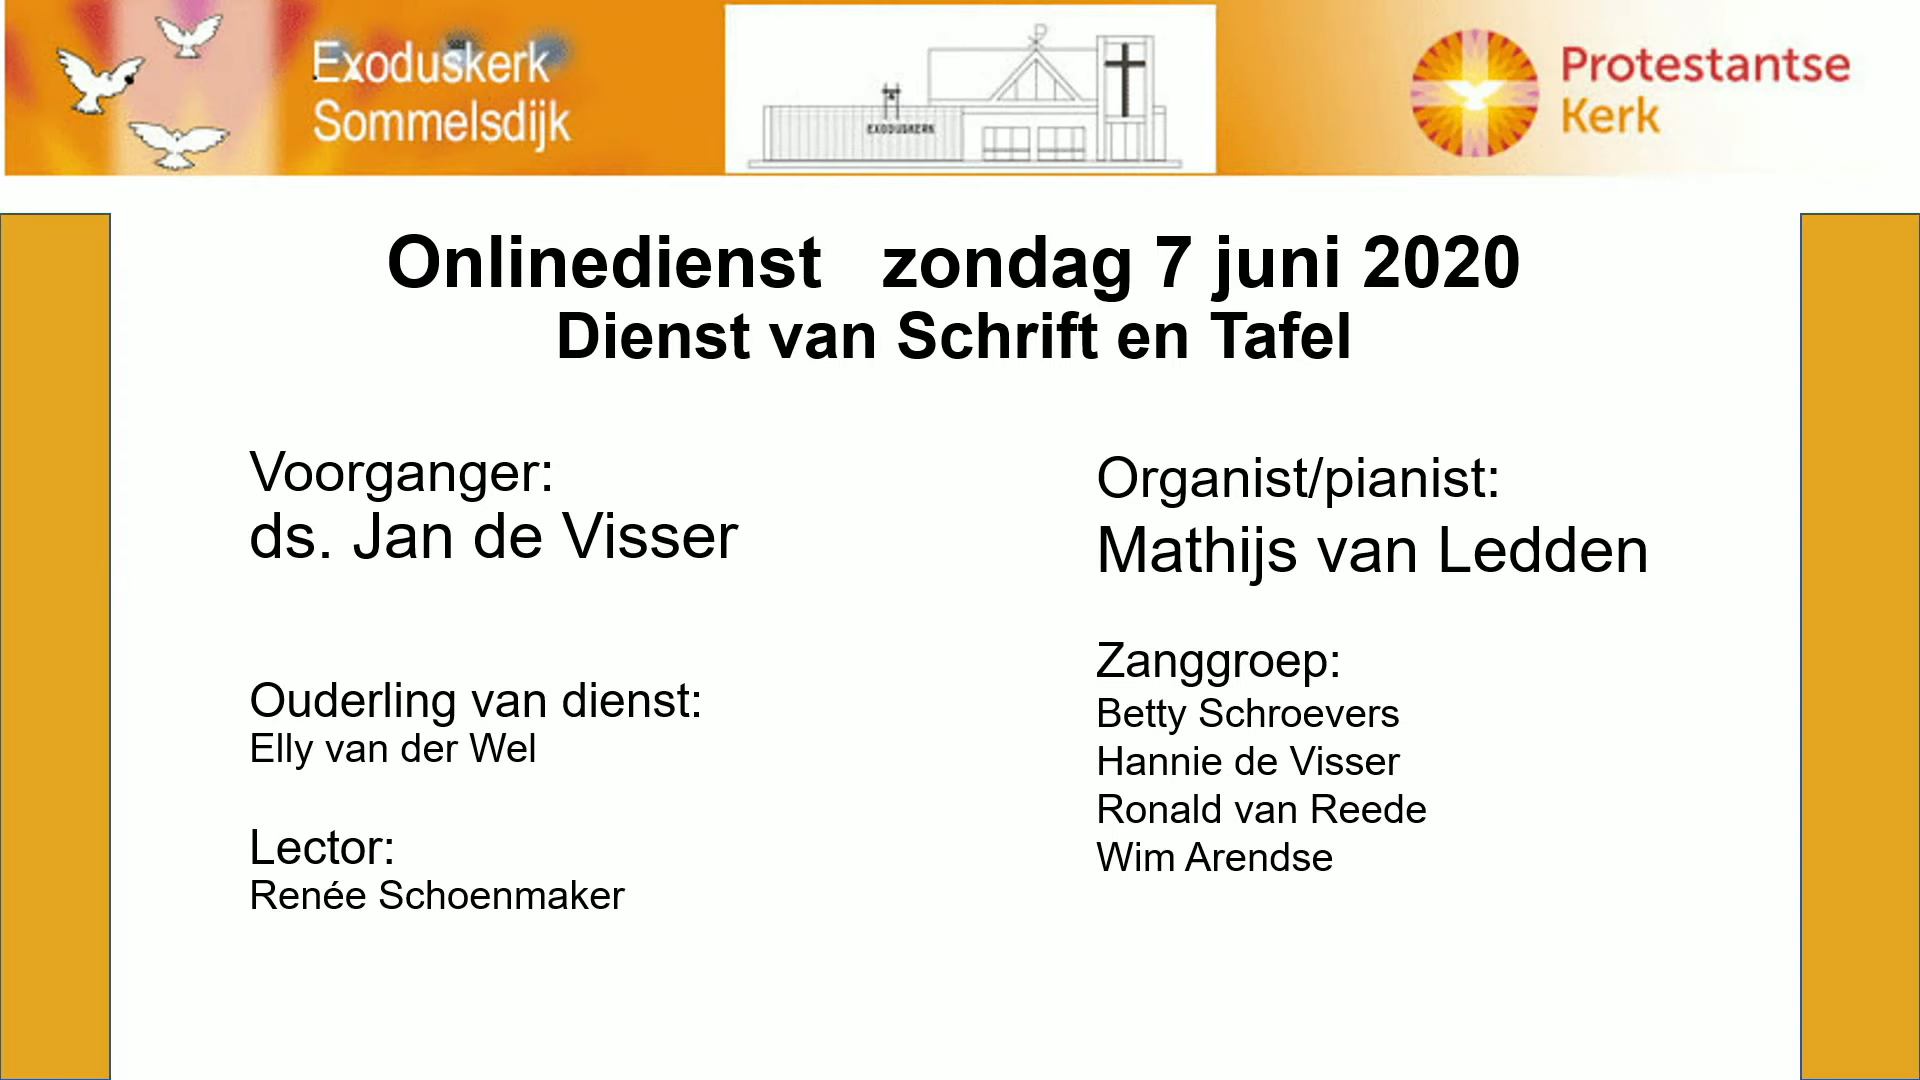 Exoduskerk
Sommelsdijk
EXODUSKERK
Protestantse
Kerk
Onlinedienst zondag 7 juni 2020
Dienst van Schrift en Tafel
Voorganger:
ds. Jan de Visser
Ouderling van dienst:
Elly van der Wel
Lector:
Renée Schoenmaker
Organist/pianist:
Mathijs van Ledden
Zanggroep:
Betty Schroevers
Hannie de Visser
Ronald van Reede
Wim Arendse